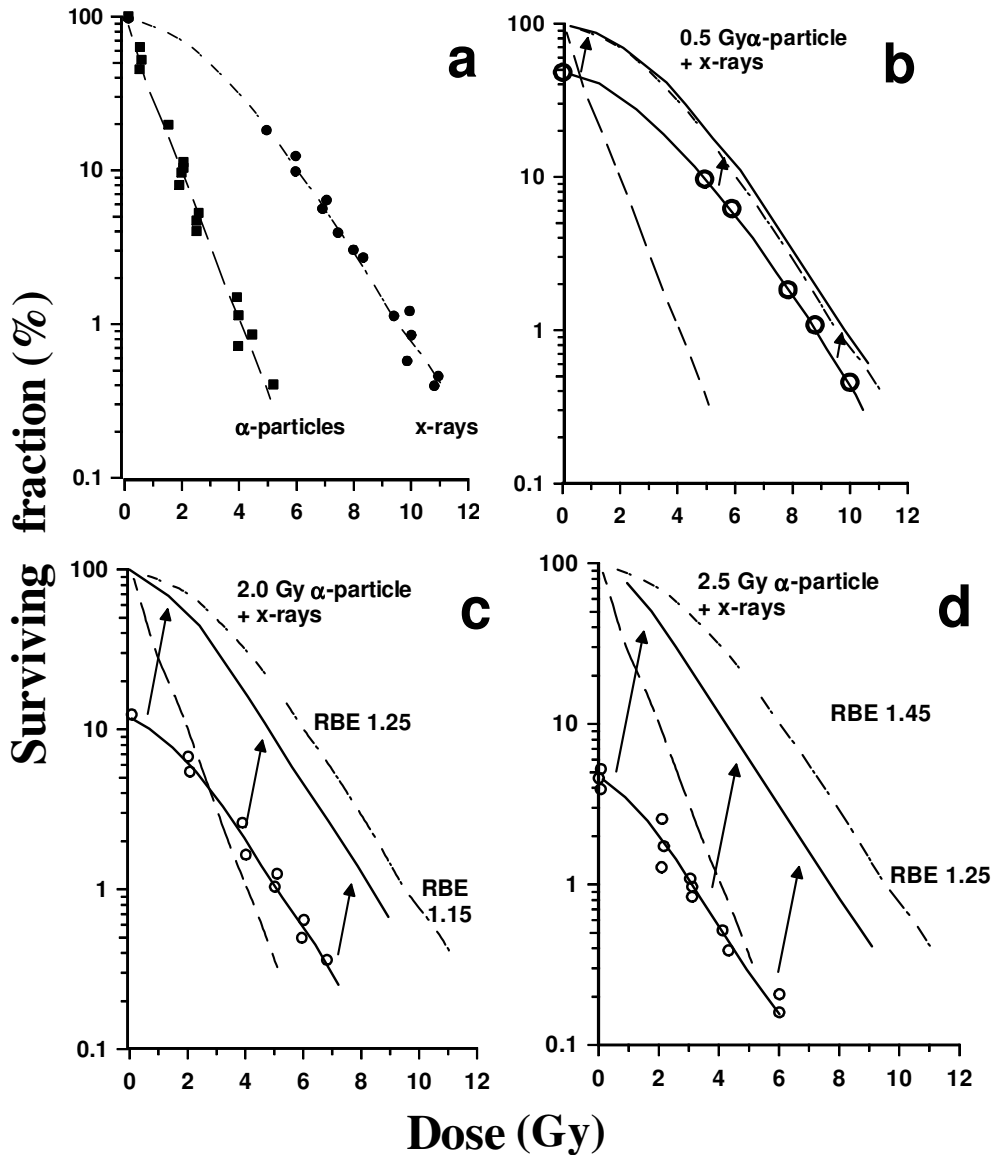 Surviving fraction (%)
a
100
10
1
0.1
0 2 4 6 8 10 12
α-particles
x-rays
b
0.5 Gyα-particle
+ x-rays
100
10
1
0.1
0 2 4 6 8 10 12
c
2.0 Gy α-particle
+ x-rays
RBE 1.25
RBE
1.15
100
10
1
0.1
0 2 4 6 8 10 12
d
2.5 Gy α-particle
+ x-rays
RBE 1.45
RBE 1.25
100
10
1
0.1
0 2 4 6 8 10 12
Dose (Gy)